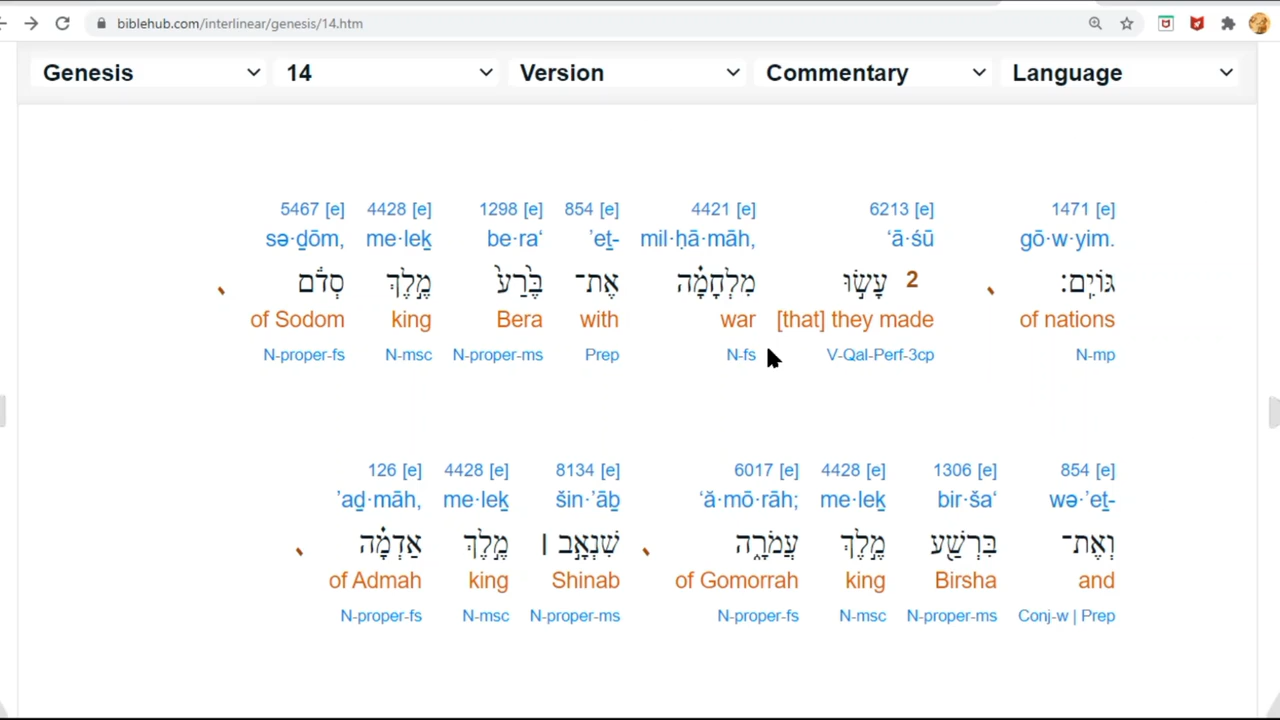 biblehub.com/interlinear/genesis/14.htm
Genesis 14 Version Commentary Language
5467 [e] 4428 [e] 1298 [e] 854 [e] 4421 [e] 6213 [e] 1471 [e]
sə·ḏōm, me·leḵ be·ra‘ ’eṯ- mil·ḥā·māh, ‘ā·śū gō·w·yim.
גּוֹיִֽם׃ 2 עָשׂ֣וּ מִלְחָמָ֗ה אֶת־ בֶּ֙רַע֙ מֶ֣לֶךְ סְדֹ֔ם
of Sodom king Bera with war [that] they made of nations
N-proper-fs N-msc N-proper-ms Prep N-fs V-Qal-Perf-3cp N-mp
126 [e] 4428 [e] 8134 [e] 6017 [e] 4428 [e] 1306 [e] 854 [e]
’aḏ·māh, me·leḵ šin·’āḇ ‘ă·mō·rāh; me·leḵ bir·ša‘ wə·’eṯ-
וְאֶת־ בִּרְשַׁ֖ע מֶ֣לֶךְ עֲמֹרָ֑ה שִׁנְאָ֣ב ׀ מֶ֣לֶךְ אַדְמָ֗ה
of Admah king Shinab of Gomorrah king Birsha and
N-proper-fs N-msc N-proper-ms N-proper-fs N-msc N-proper-ms Conj-w | Prep